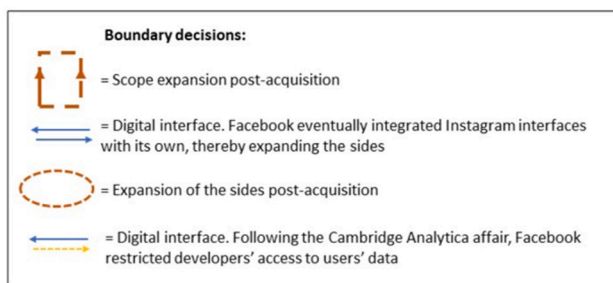 Boundary decisions:
= Scope expansion post-acquisition
= Digital interface. Facebook eventually integrated Instagram interfaces
with its own, thereby expanding the sides
= Expansion of the sides post-acquisition
= Digital interface. Following the Cambridge Analytica affair, Facebook
restricted developers' access to users' data